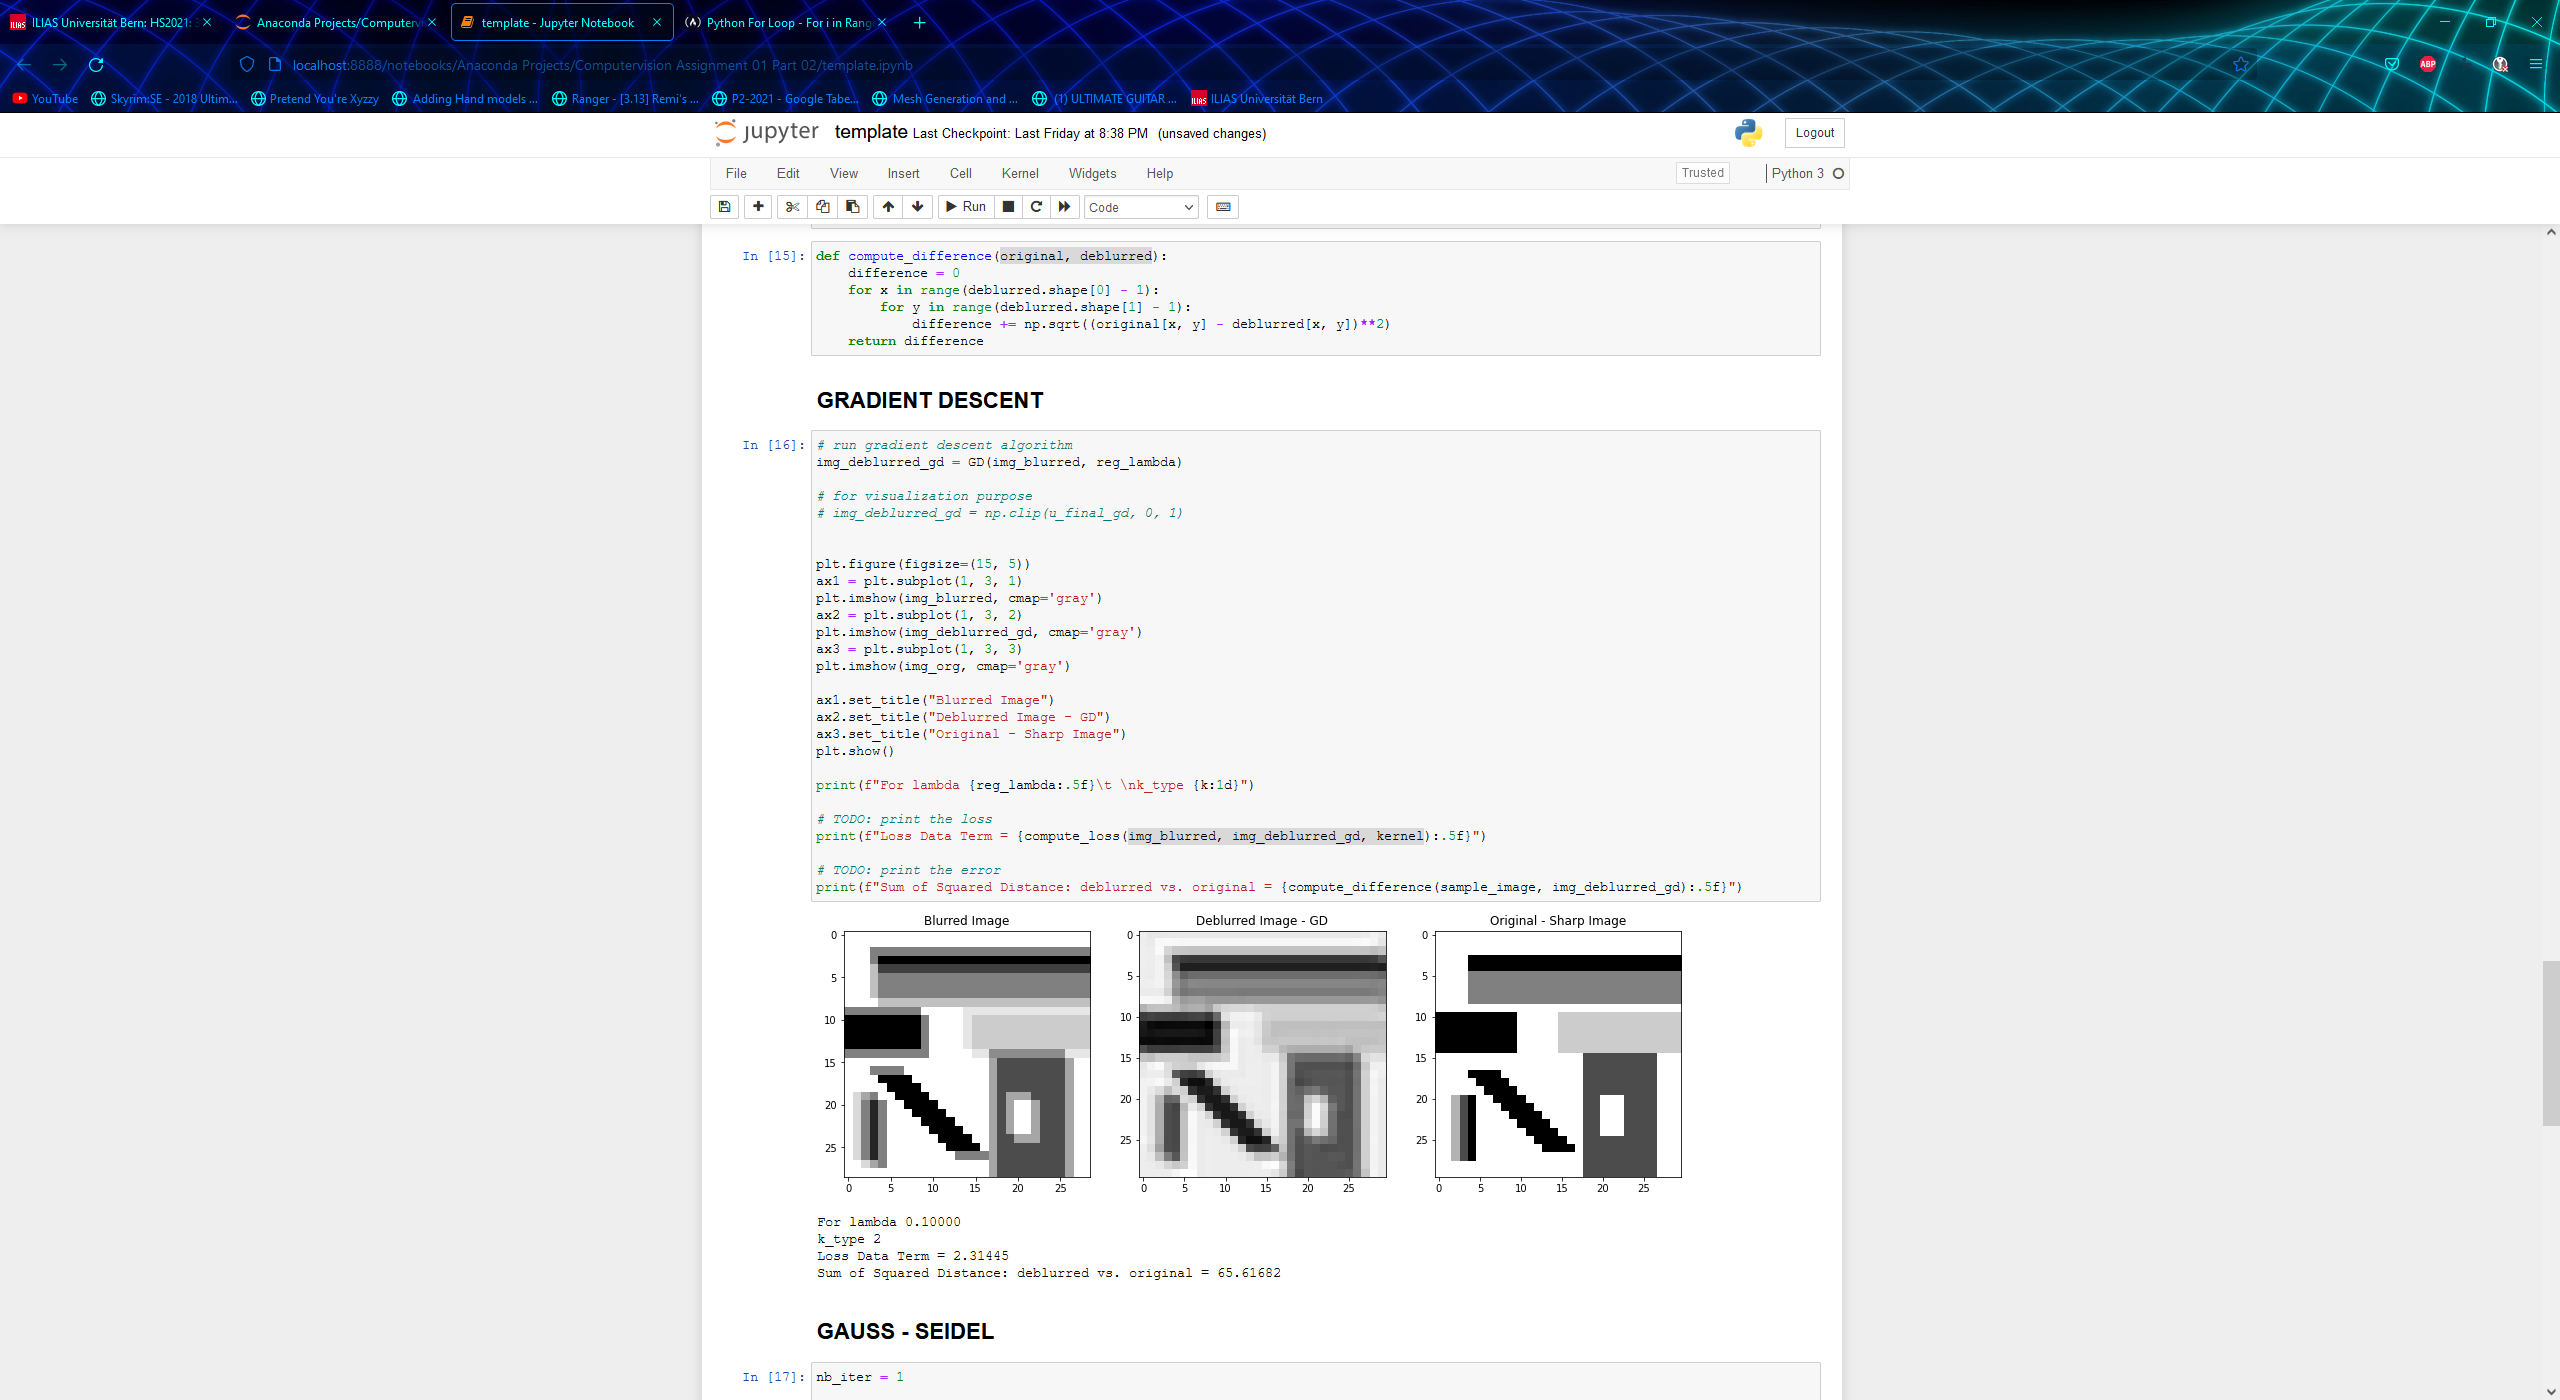 ILIAS Universität Bern: HS2021:
Anaconda Projects/Computervi
template - Jupyter Notebook
Python For Loop - For i in Rang
localhost:8888/notebooks/Anaconda Projects/Computervision Assignment 01 Part 02/template.ipynb
ABP
YouTube
Skyrim:SE - 2018 Ultim...
Pretend You're Xyzzy
Adding Hand models ...
Ranger - [3.13] Remi's ...
P2-2021 - Google Tabe...
Mesh Generation and ...
(1) ULTIMATE GUITAR ...
ILIAS Universität Bern
jupyter template Last Checkpoint: Last Friday at 8:38 PM (unsaved changes)
Logout
File Edit View Insert Cell Kernel Widgets Help
Trusted
Python 3
Run
Code
In [15]: def compute_difference(original, deblurred):
    difference = 0
    for x in range(deblurred.shape[0] - 1):
        for y in range(deblurred.shape[1] - 1):
            difference += np.sqrt((original[x, y] - deblurred[x, y])**2)
    return difference
GRADIENT DESCENT
In [16]: # run gradient descent algorithm
img_deblurred_gd = GD(img_blurred, reg_lambda)
# for visualization purpose
# img_deblurred_gd = np.clip(u_final_gd, 0, 1)
plt.figure(figsize=(15, 5))
ax1 = plt.subplot(1, 3, 1)
plt.imshow(img_blurred, cmap='gray')
ax2 = plt.subplot(1, 3, 2)
plt.imshow(img_deblurred_gd, cmap='gray')
ax3 = plt.subplot(1, 3, 3)
plt.imshow(img_org, cmap='gray')
ax1.set_title("Blurred Image")
ax2.set_title("Deblurred Image - GD")
ax3.set_title("Original - Sharp Image")
plt.show()
print(f"For lambda {reg_lambda:.5f}\t \nk_type {k:1d}")
# TODO: print the loss
print(f"Loss Data Term = {compute_loss(img_blurred, img_deblurred_gd, kernel):.5f}")
# TODO: print the error
print(f"Sum of Squared Distance: deblurred vs. original = {compute_difference(sample_image, img_deblurred_gd):.5f}")
Blurred Image
0
5
10
15
20
25
0 5 10 15 20 25
Deblurred Image - GD
0
5
10
15
20
25
0 5 10 15 20 25
Original - Sharp Image
0
5
10
15
20
25
0 5 10 15 20 25
For lambda 0.10000
k_type 2
Loss Data Term = 2.31445
Sum of Squared Distance: deblurred vs. original = 65.61682
GAUSS - SEIDEL
In [17]: nb_iter = 1